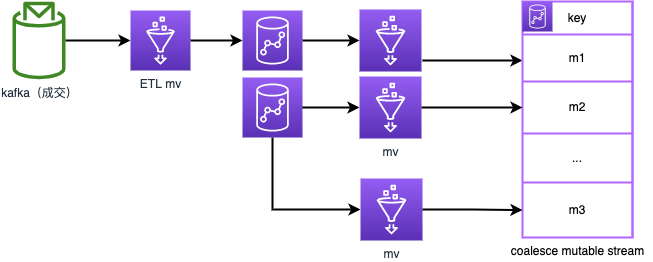 key
m1
kafka（成交）
ETL mv
m2
mv
...
m3
mv
coalesce mutable stream